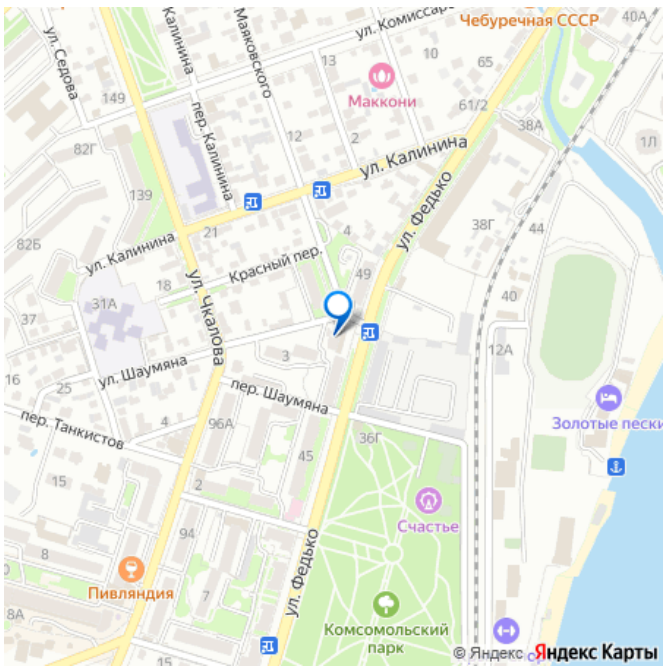 Чебуречная СССР
40А
ул. Комиссар
ул. Седова
Калинина
Маяковского
13
10
65
149
Маккони
61/2
пер. Калинина
12
2
38А
1Л
82Г
139
ул. Калинина
ул. Федько
4
38Г
44
82Б
21
ул. Калинина
Красный пер.
49
18
31А
ул. Чкалова
40
37
12А
3
ул. Шаумяна
16
25
пер. Шаумяна
Золотые пески
пер. Танкистов
4
96А
36Г
45
15
2
Счастье
94
8
ул. Федько
7
Пивляндия
8А
Комсомольский
парк
© Яндекс
Яндекс Карты